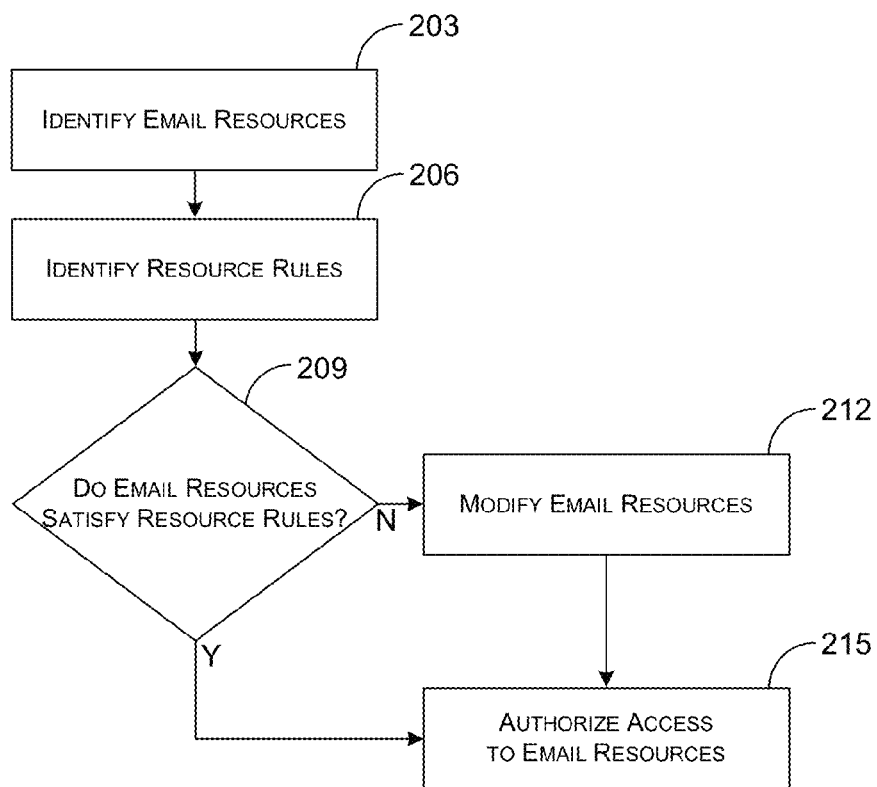 203
IDENTIFY EMAIL RESOURCES
206
IDENTIFY RESOURCE RULES
209
DO EMAIL RESOURCES
SATISFY RESOURCE RULES?
N
212
MODIFY EMAIL RESOURCES
Y
215
AUTHORIZE ACCESS
TO EMAIL RESOURCES